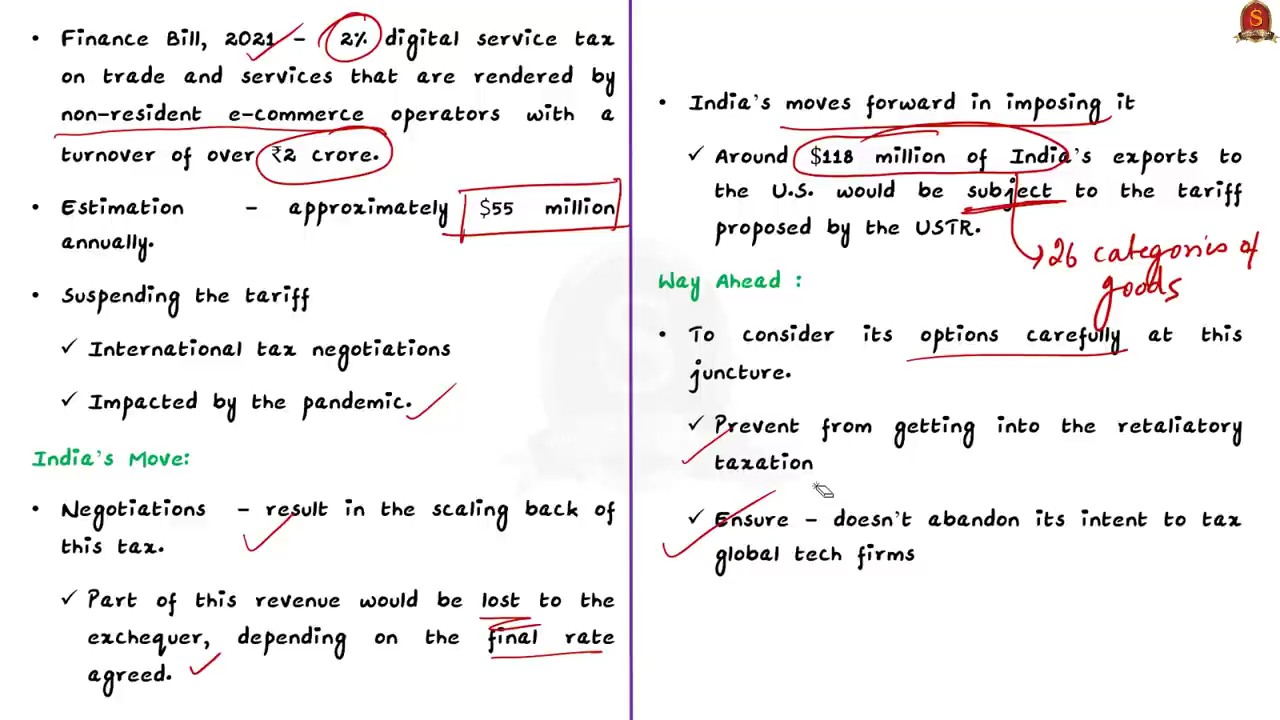 • Finance Bill, 2021 – 2% digital service tax
on trade and services that are rendered by
non-resident e-commerce operators with a
turnover of over ₹2 crore.
• Estimation – approximately $55 million
annually.
• Suspending the tariff
✓ International tax negotiations
✓ Impacted by the pandemic.
India's Move:
• Negotiations – result in the scaling back of
this tax.
✓ Part of this revenue would be lost to the
exchequer, depending on the final rate
agreed.
S
• India's moves forward in imposing it
✓ Around $118 million of India's exports to
the U.S. would be subject to the tariff
proposed by the USTR.
26 categories of
goods
Way Ahead :
• To consider its options carefully at this
juncture.
✓ Prevent from getting into the retaliatory
taxation
✓ Ensure – doesn't abandon its intent to tax
global tech firms